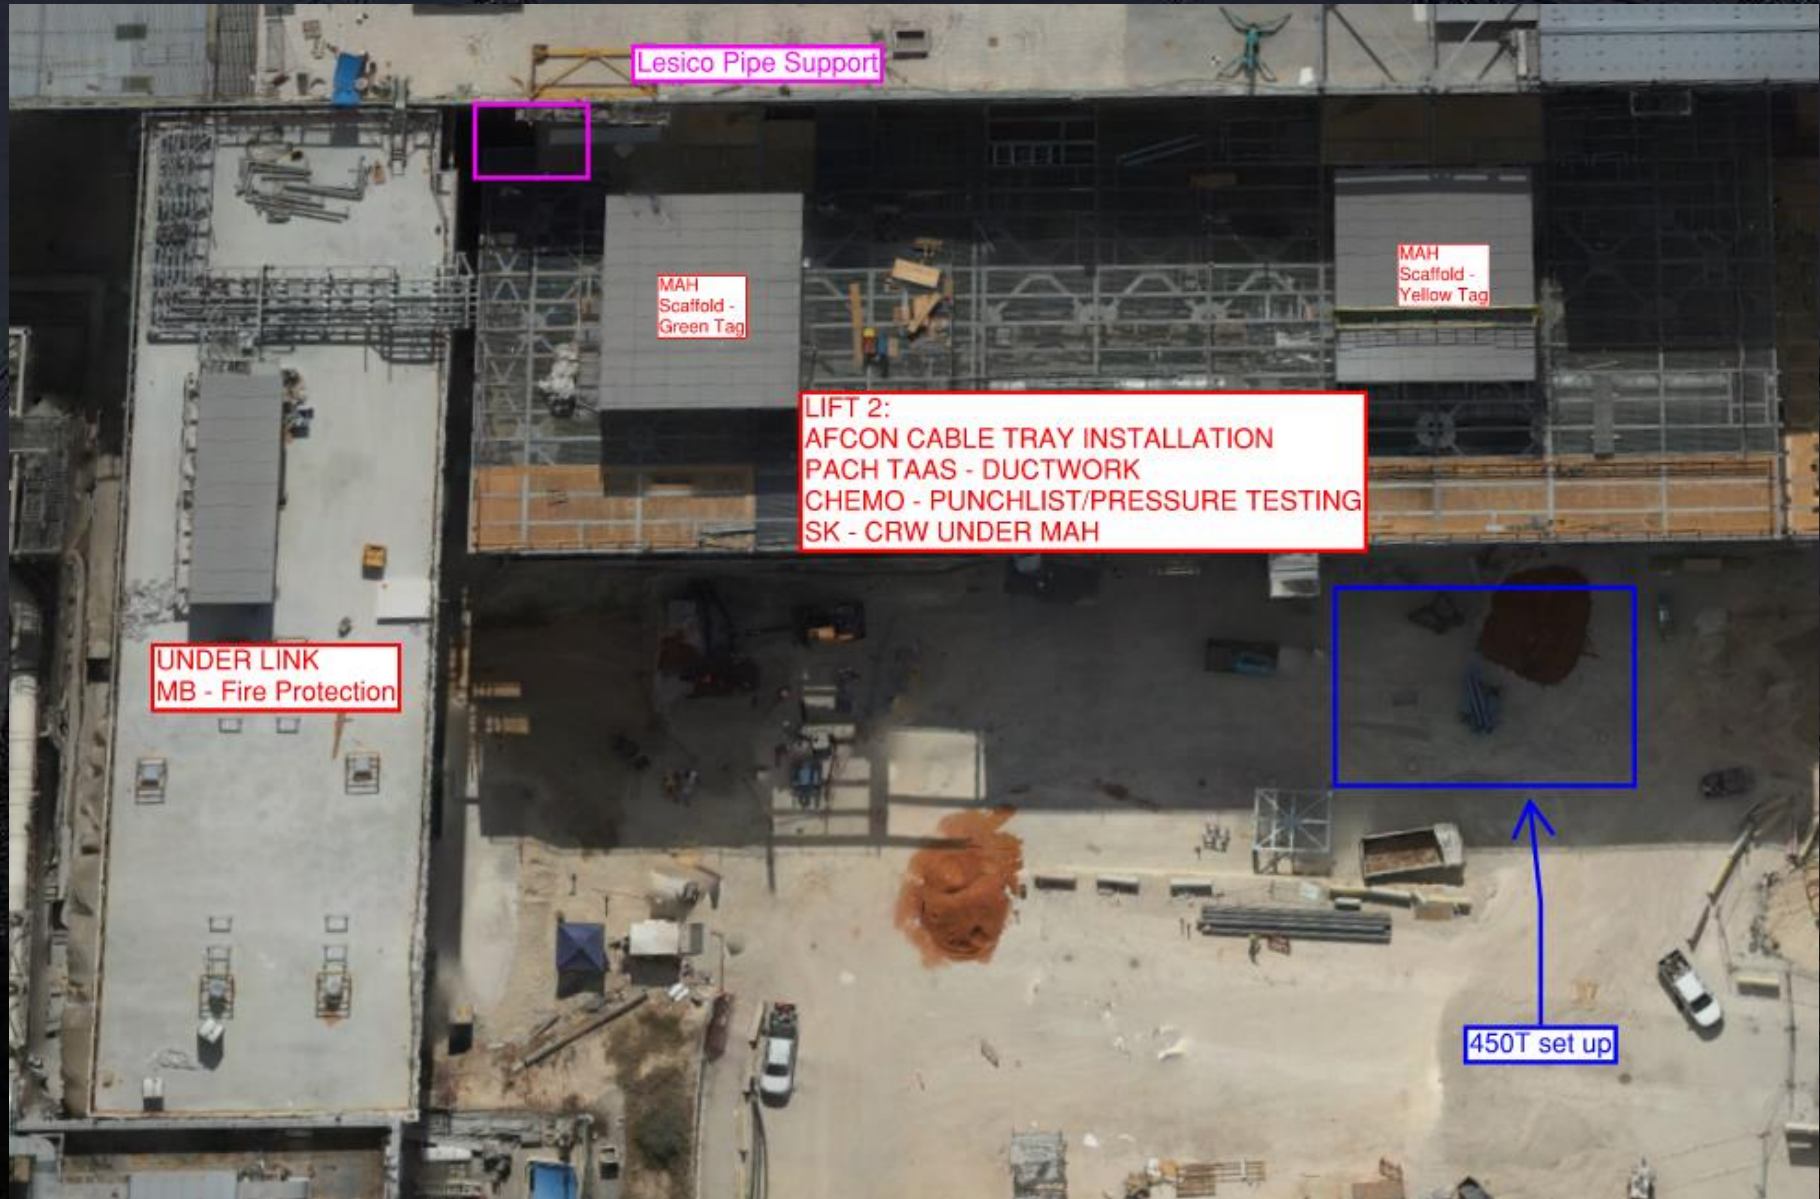 Lesico Pipe Support
MAH
Scaffold -
Green Tag
MAH
Scaffold -
Yellow Tag
LIFT 2:
AFCON CABLE TRAY INSTALLATION
PACH TAAS - DUCTWORK
CHEMO - PUNCHLIST/PRESSURE TESTING
SK - CRW UNDER MAH
UNDER LINK
MB - Fire Protection
450T set up